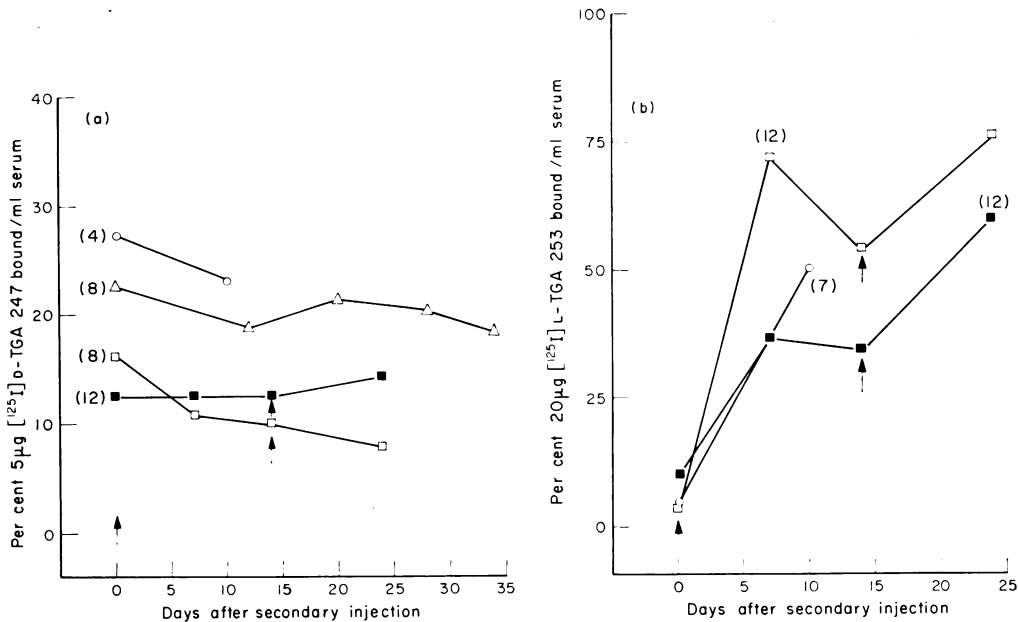 Per cent 5μg [¹²⁵I] D-TGA 247 bound/ml serum
40
30
20
10
0
(a)
(4)
(8)
(8)
(12)
0 5 10 15 20 25 30 35
Days after secondary injection
Per cent 20μg [¹²⁵I] L-TGA 253 bound/ml serum
100
75
50
25
0
(b)
(12)
(12)
(7)
0 5 10 15 20 25
Days after secondary injection